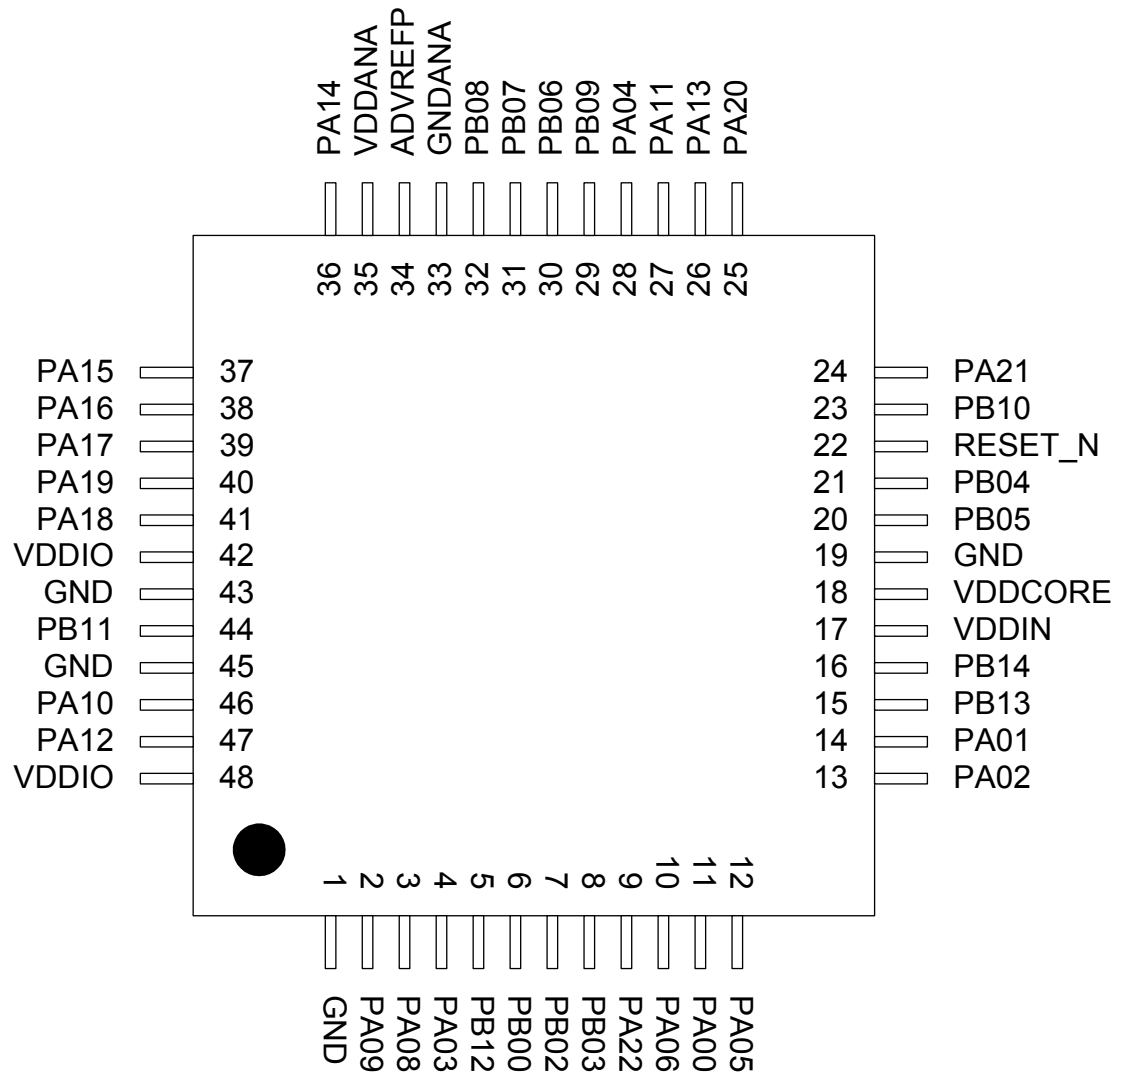 PA14 VDDANA ADVREFP GNDANA PB08 PB07 PB06 PB09 PA04 PA11 PA13 PA20
36 35 34 33 32 31 30 29 28 27 26 25
PA15 37 24 PA21
PA16 38 23 PB10
PA17 39 22 RESET_N
PA19 40 21 PB04
PA18 41 20 PB05
VDDIO 42 19 GND
GND 43 18 VDDCORE
PB11 44 17 VDDIN
GND 45 16 PB14
PA10 46 15 PB13
PA12 47 14 PA01
VDDIO 48 13 PA02
1 2 3 4 5 6 7 8 9 10 11 12
GND PA09 PA08 PA03 PB12 PB00 PB02 PB03 PA22 PA06 PA00 PA05